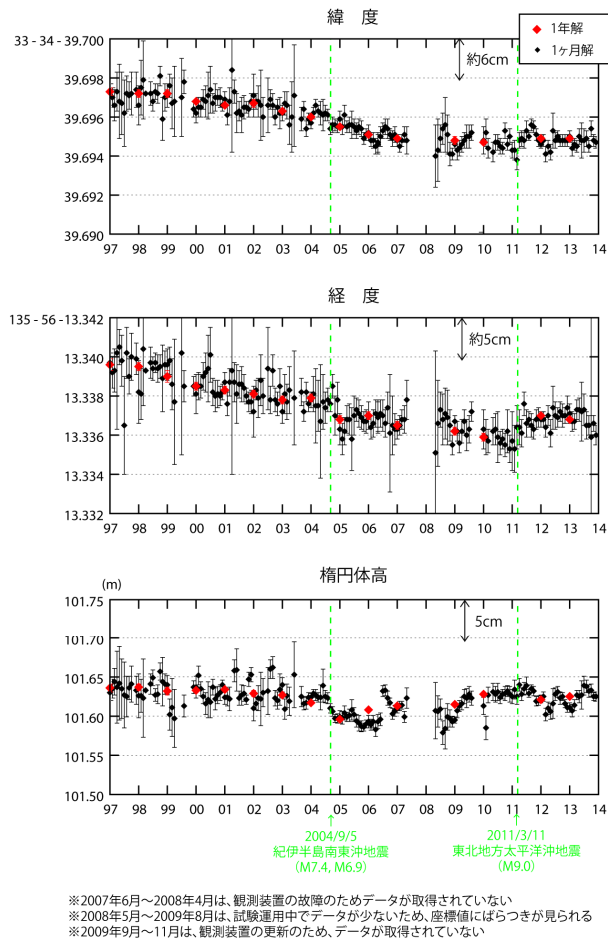 緯 度
33 - 34 - 39.700
39.698
39.696
39.694
39.692
39.690
1年解
1ヶ月解
約6cm
97 98 99 00 01 02 03 04 05 06 07 08 09 10 11 12 13 14
経 度
135 - 56 - 13.342
13.340
13.338
13.336
13.334
13.332
約5cm
97 98 99 00 01 02 03 04 05 06 07 08 09 10 11 12 13 14
楕円体高
(m)
101.75
101.70
101.65
101.60
101.55
101.50
5cm
97 98 99 00 01 02 03 04 05 06 07 08 09 10 11 12 13 14
2004/9/5
紀伊半島南東沖地震
(M7.4, M6.9)
2011/3/11
東北地方太平洋沖地震
(M9.0)
※2007年6月～2008年4月は、観測装置の故障のためデータが取得されていない
※2008年5月～2009年8月は、試験運用中でデータが少ないため、座標値にばらつきが見られる
※2009年9月～11月は、観測装置の更新のため、データが取得されていない